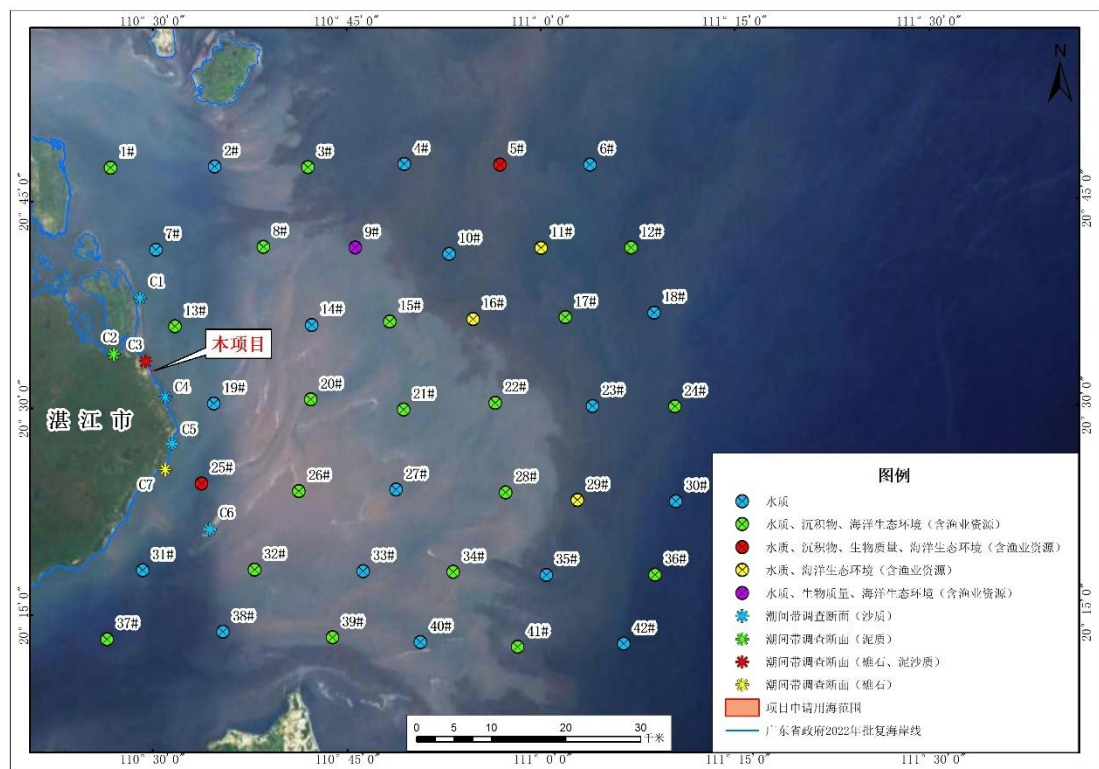 110° 30′ 0″ 110° 45′ 0″ 111° 0′ 0″ 111° 15′ 0″ 111° 30′ 0″
N
1# 2# 3# 4# 5# 6#
20° 45′ 0″ 20° 45′ 0″
7# 8# 9# 10# 11# 12#
C1
13# 14# 15# 16# 17# 18#
C2 C3
本项目
C4 19# 20# 21# 22# 23# 24#
20° 30′ 0″ 20° 30′ 0″
湛江市
C5
C7 25# 26# 27# 28# 29# 30#
C6
31# 32# 33# 34# 35# 36#
20° 15′ 0″ 20° 15′ 0″
37# 38# 39# 40# 41# 42#
图例
水质
水质、沉积物、海洋生态环境(含渔业资源)
水质、沉积物、生物质量、海洋生态环境(含渔业资源)
水质、海洋生态环境(含渔业资源)
水质、生物质量、海洋生态环境(含渔业资源)
潮间带调查断面(沙质)
潮间带调查断面(泥质)
潮间带调查断面(礁石、泥沙质)
潮间带调查断面(礁石)
项目申请用海范围
广东省政府2022年批复海岸线
0 5 10 20 30
千米
110° 30′ 0″ 110° 45′ 0″ 111° 0′ 0″ 111° 15′ 0″ 111° 30′ 0″